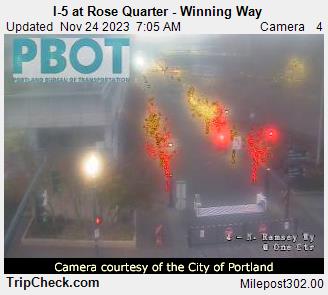 I-5 at Rose Quarter - Winning Way
Updated Nov 24 2023 7:05 AM Camera 4
PBOT
PORTLAND BUREAU OF TRANSPORTATION
4 - N. Ramsey Wy
@ One Ctr
Camera courtesy of the City of Portland
TripCheck.com Milepost302.00